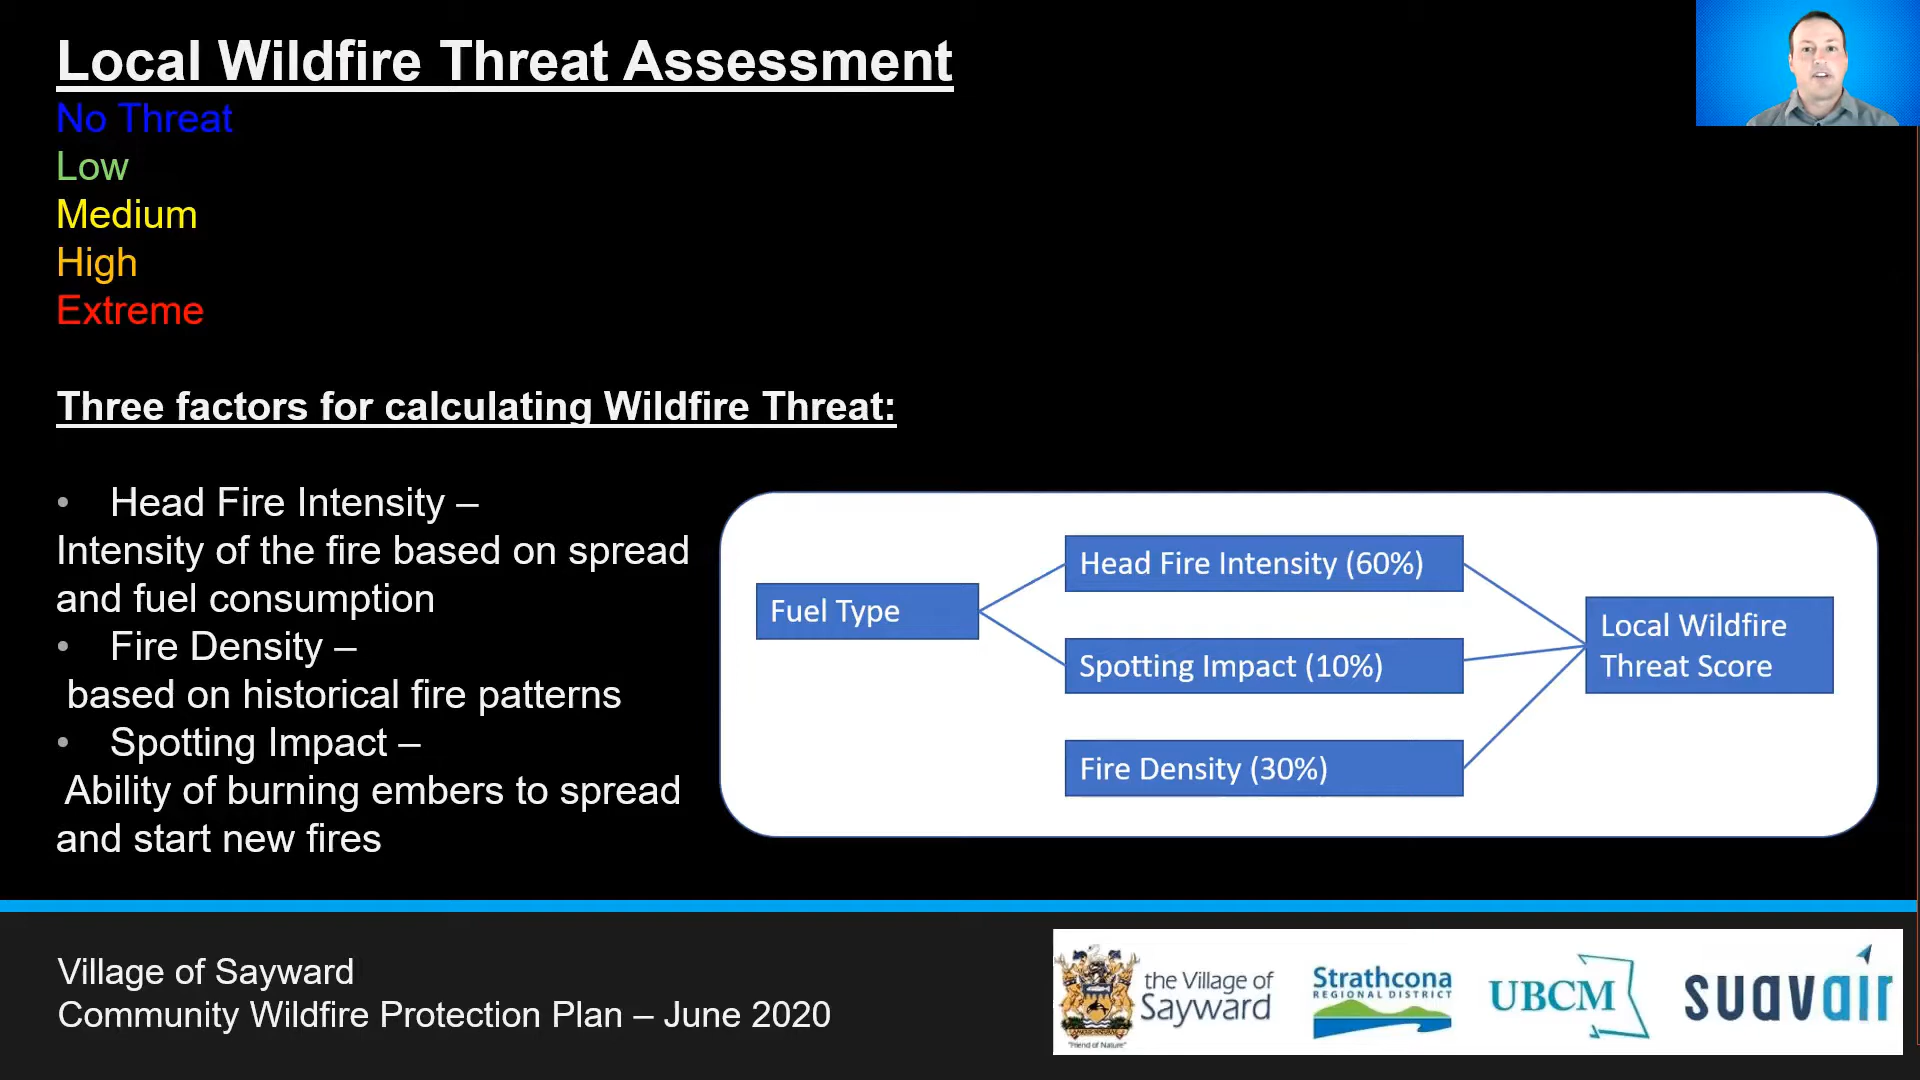 Local Wildfire Threat Assessment
No Threat
Low
Medium
High
Extreme
Three factors for calculating Wildfire Threat:
• Head Fire Intensity –
Intensity of the fire based on spread
and fuel consumption
• Fire Density –
based on historical fire patterns
• Spotting Impact –
Ability of burning embers to spread
and start new fires
Fuel Type
Head Fire Intensity (60%)
Spotting Impact (10%)
Fire Density (30%)
Local Wildfire
Threat Score
Village of Sayward
Community Wildfire Protection Plan – June 2020
the Village of
Sayward
"Friend of Nature"
Strathcona
REGIONAL DISTRICT
UBCM
suavair